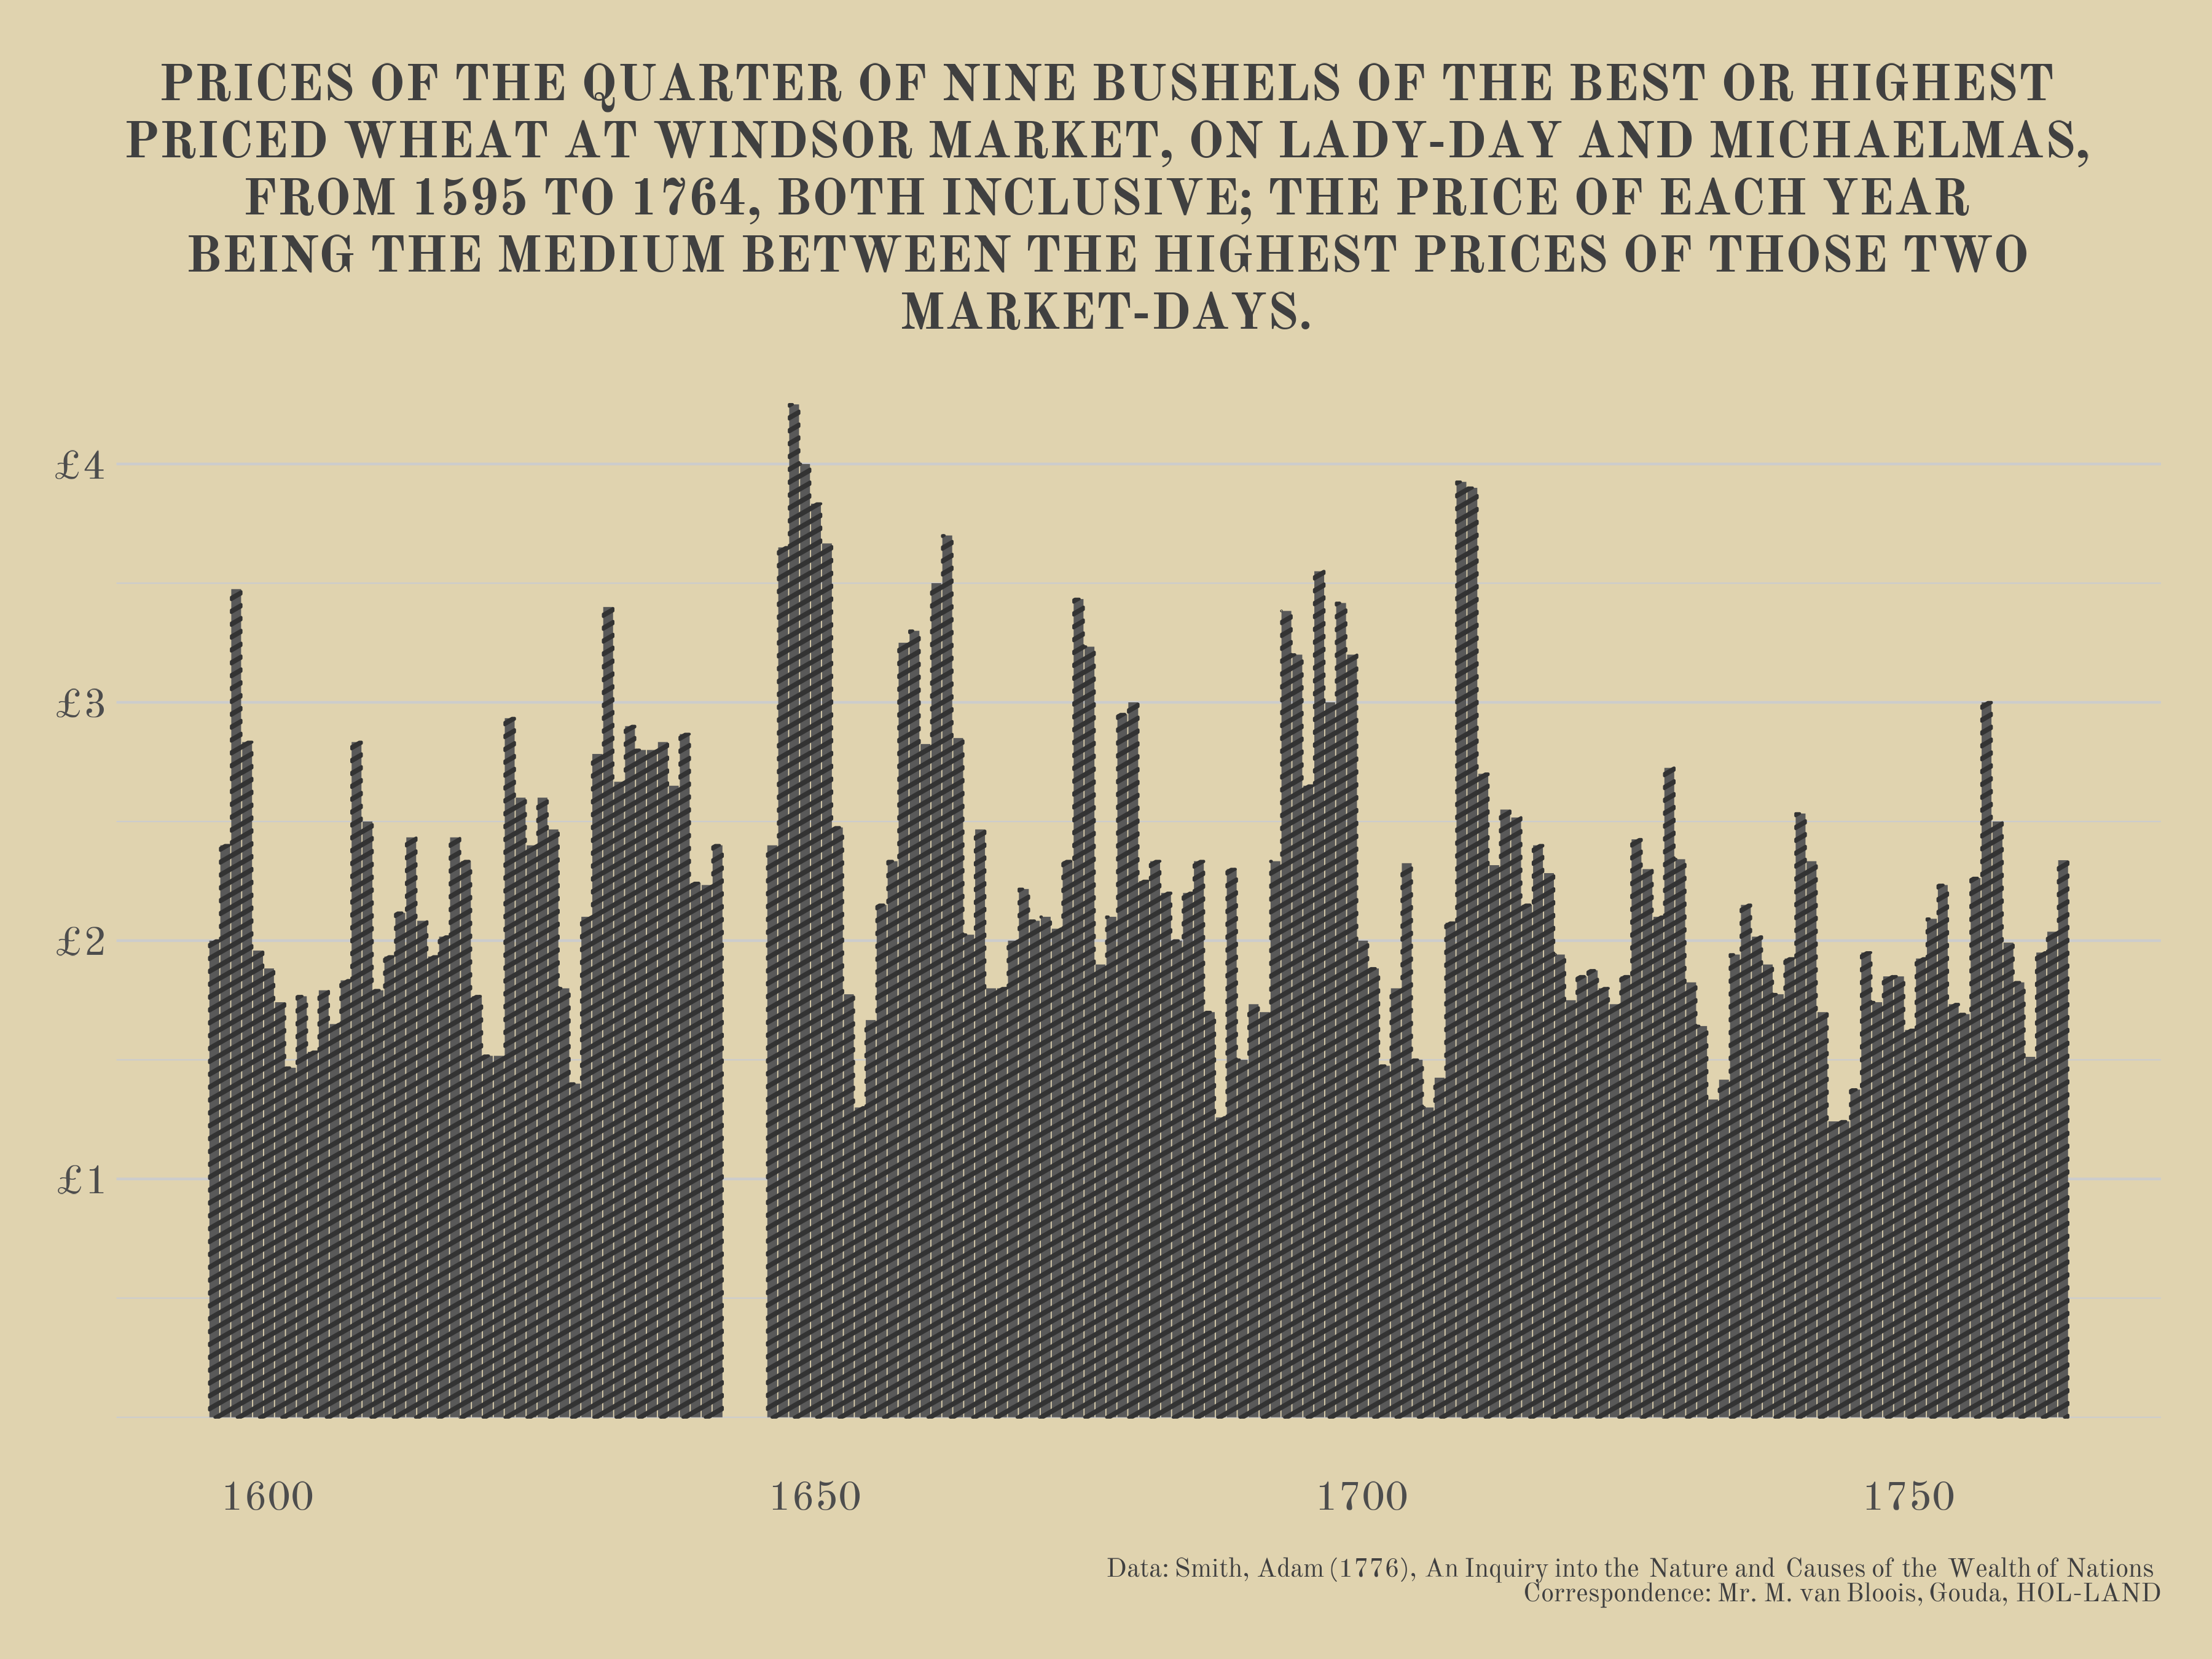 PRICES OF THE QUARTER OF NINE BUSHELS OF THE BEST OR HIGHEST
PRICED WHEAT AT WINDSOR MARKET, ON LADY-DAY AND MICHAELMAS,
FROM 1595 TO 1764, BOTH INCLUSIVE; THE PRICE OF EACH YEAR
BEING THE MEDIUM BETWEEN THE HIGHEST PRICES OF THOSE TWO
MARKET-DAYS.
£4
£3
£2
£1
1600 1650 1700 1750
Data: Smith, Adam (1776), An Inquiry into the Nature and Causes of the Wealth of Nations
Correspondence: Mr. M. van Bloois, Gouda, HOL-LAND